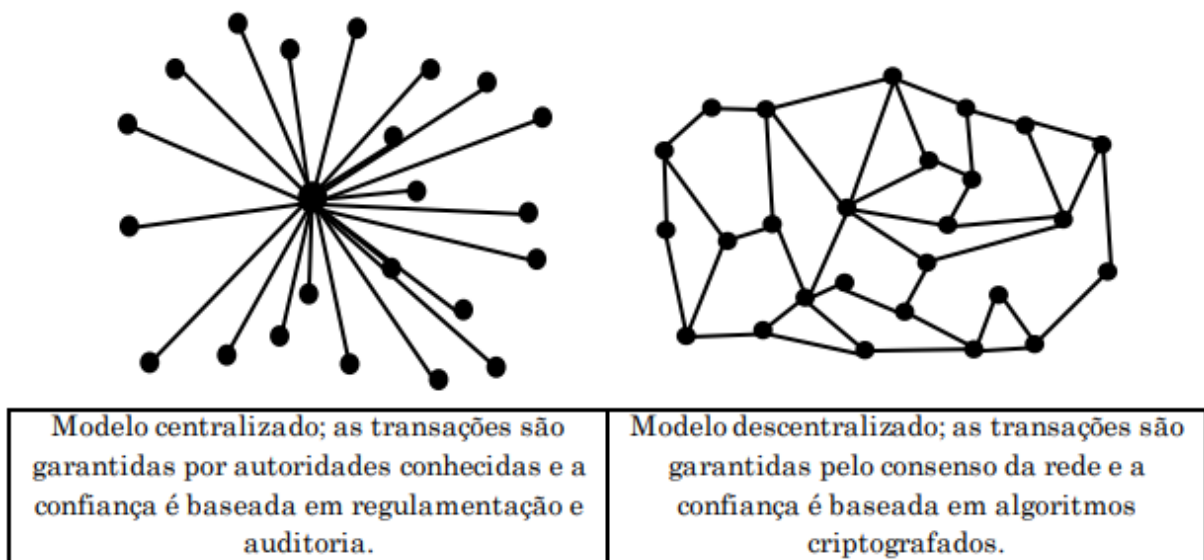 Modelo centralizado; as transações são
garantidas por autoridades conhecidas e a
confiança é baseada em regulamentação e
auditoria.
Modelo descentralizado; as transações são
garantidas pelo consenso da rede e a
confiança é baseada em algoritmos
criptografados.